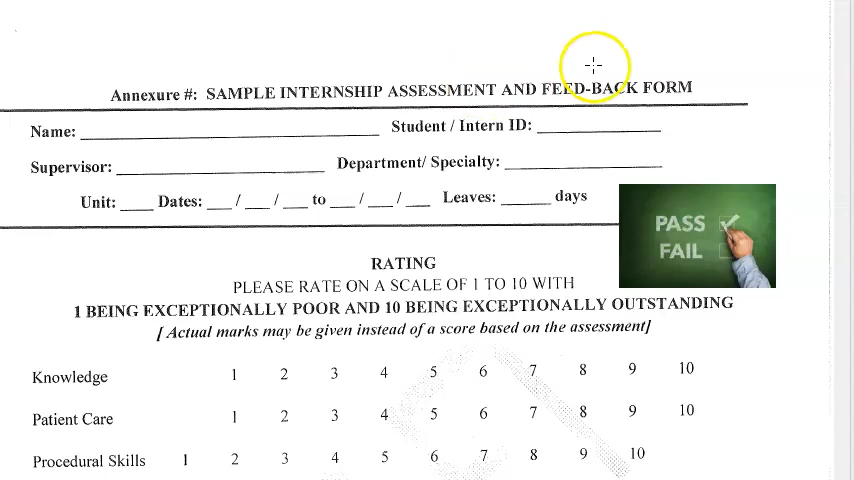 Annexure #: SAMPLE INTERNSHIP ASSESSMENT AND FEED-BACK FORM
Name: ______________ Student / Intern ID: ______________
Supervisor: ______________ Department/ Specialty: ______________
Unit: ____ Dates: ___ / ___ / ___ to ___ / ___ / ___ Leaves: ______ days
PASS
FAIL
RATING
PLEASE RATE ON A SCALE OF 1 TO 10 WITH
1 BEING EXCEPTIONALLY POOR AND 10 BEING EXCEPTIONALLY OUTSTANDING
[ Actual marks may be given instead of a score based on the assessment]
Knowledge 1 2 3 4 5 6 7 8 9 10
Patient Care 1 2 3 4 5 6 7 8 9 10
Procedural Skills 1 2 3 4 5 6 7 8 9 10